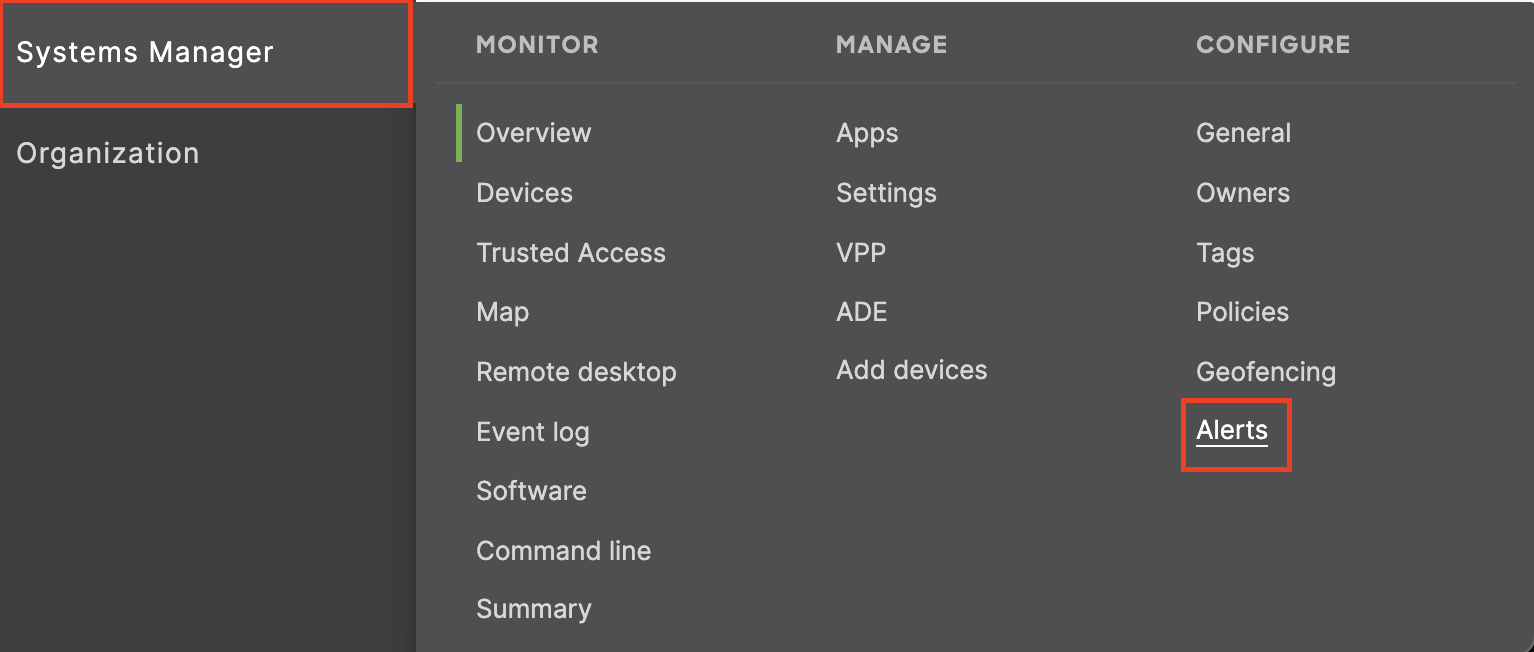 Systems Manager
Organization
MONITOR
Overview
Devices
Trusted Access
Map
Remote desktop
Event log
Software
Command line
Summary
MANAGE
Apps
Settings
VPP
ADE
Add devices
CONFIGURE
General
Owners
Tags
Policies
Geofencing
Alerts